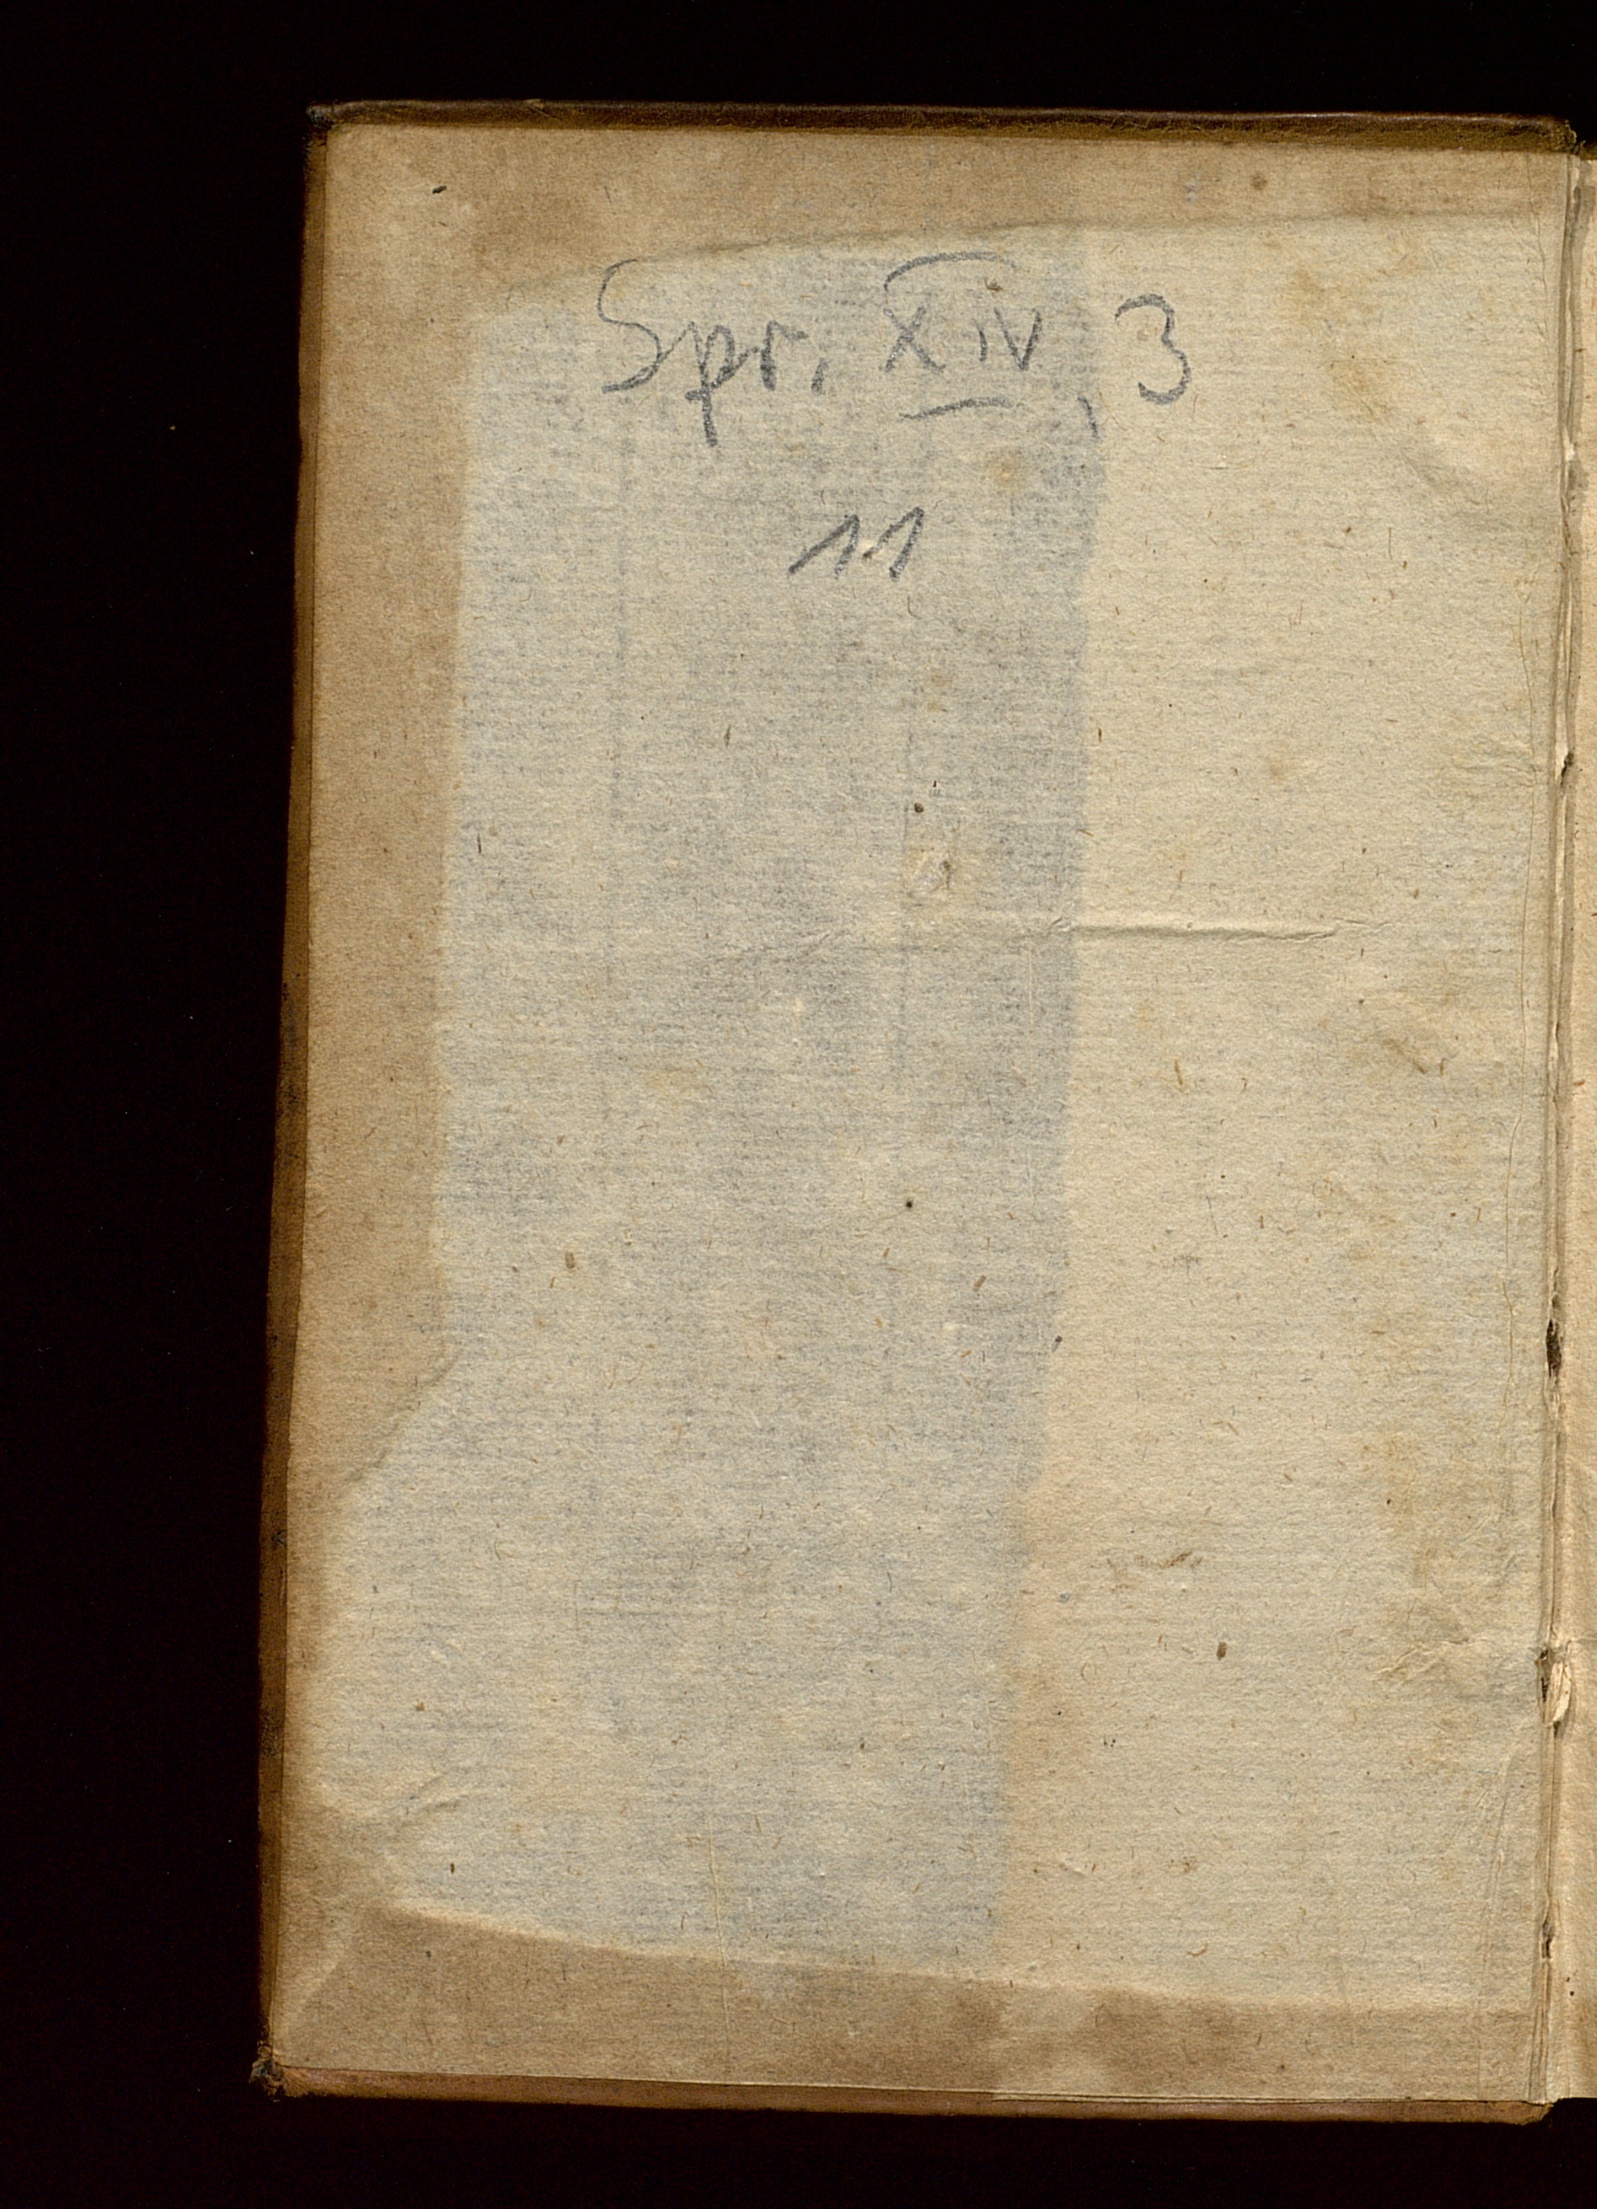 Spr. XIV, 3
11